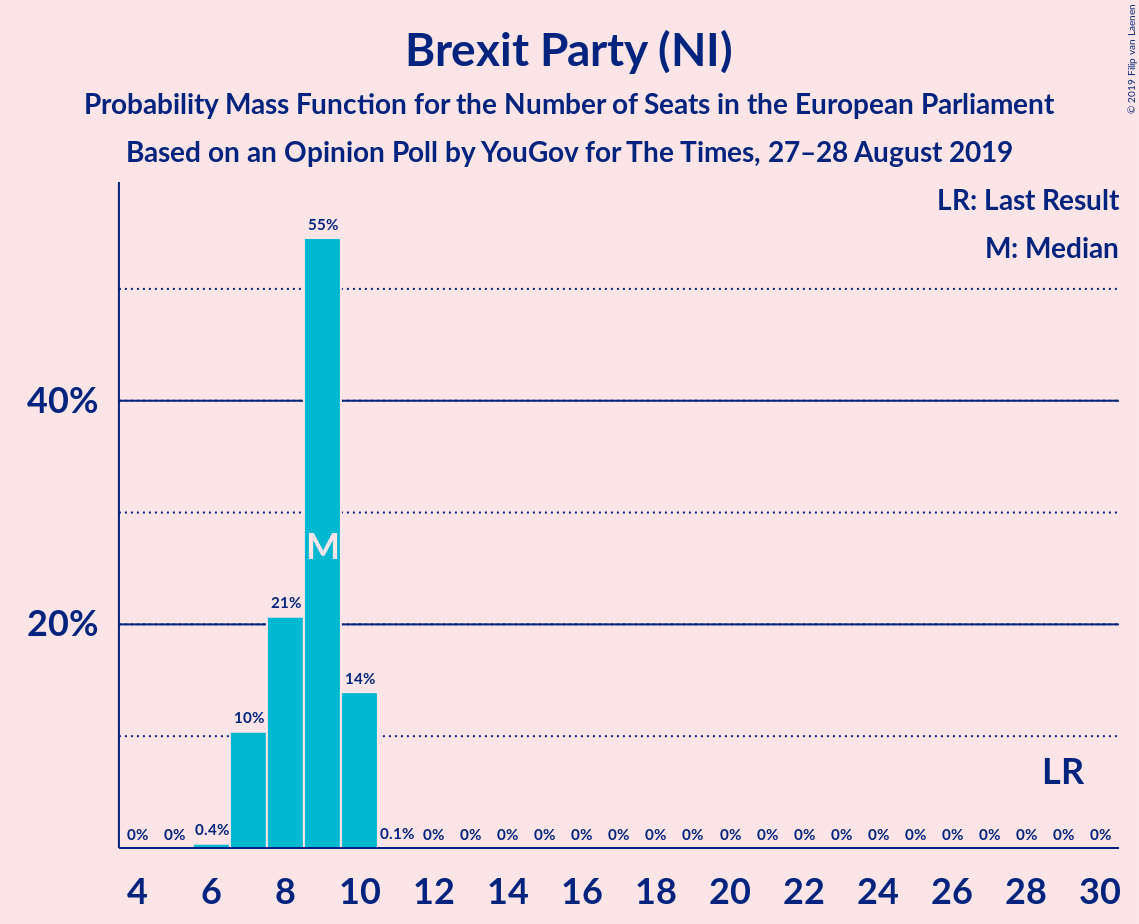 Brexit Party (NI)
Probability Mass Function for the Number of Seats in the European Parliament
Based on an Opinion Poll by YouGov for The Times, 27–28 August 2019
© 2019 Filip van Laenen
LR: Last Result
M: Median
55%
40%
M
21%
20%
14%
10%
LR
0% 0% 0.4% 0.1% 0% 0% 0% 0% 0% 0% 0% 0% 0% 0% 0% 0% 0% 0% 0% 0% 0% 0% 0%
4 6 8 10 12 14 16 18 20 22 24 26 28 30